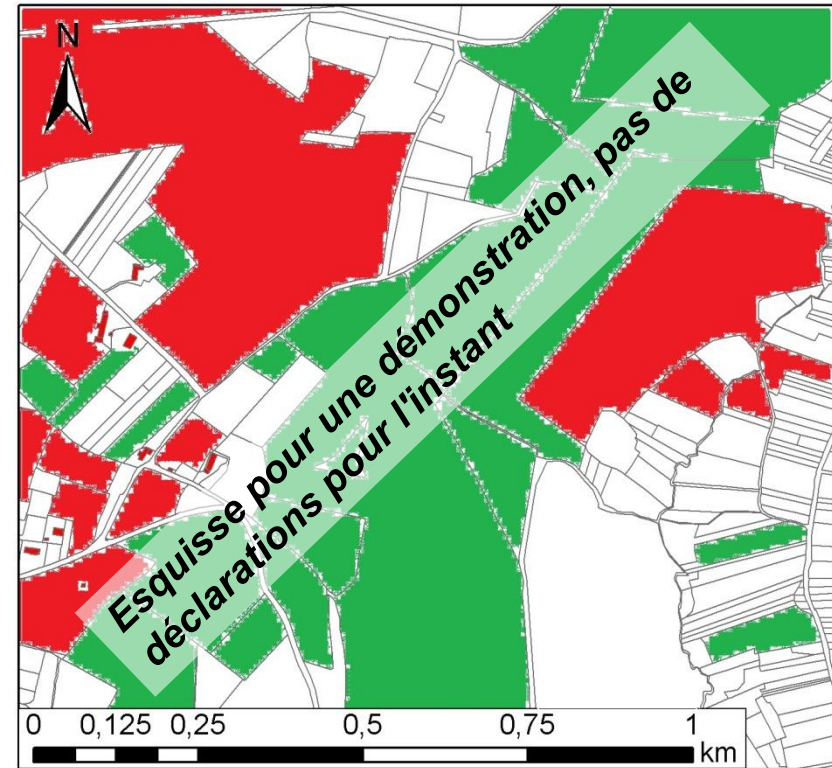 N
Esquisse pour une démonstration, pas de
déclarations pour l'instant
0 0,125 0,25 0,5 0,75 1
km